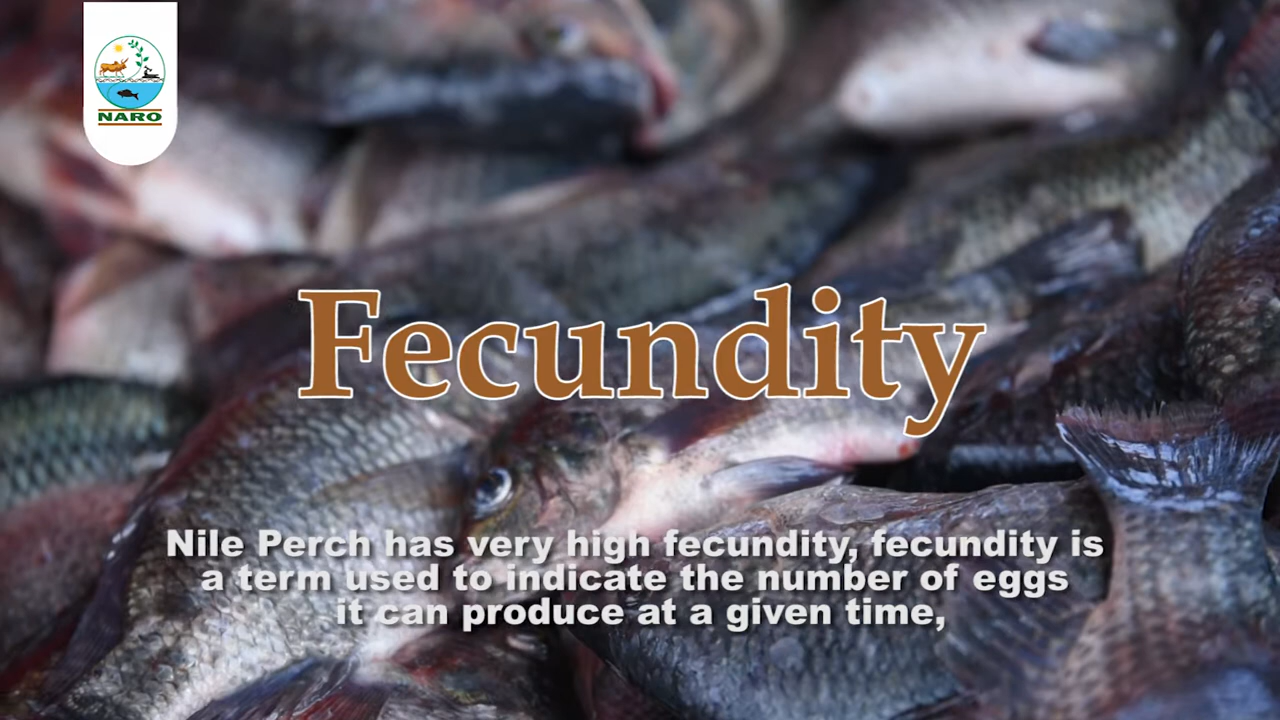 NARO
Fecundity
Nile Perch has very high fecundity, fecundity is
a term used to indicate the number of eggs
it can produce at a given time,